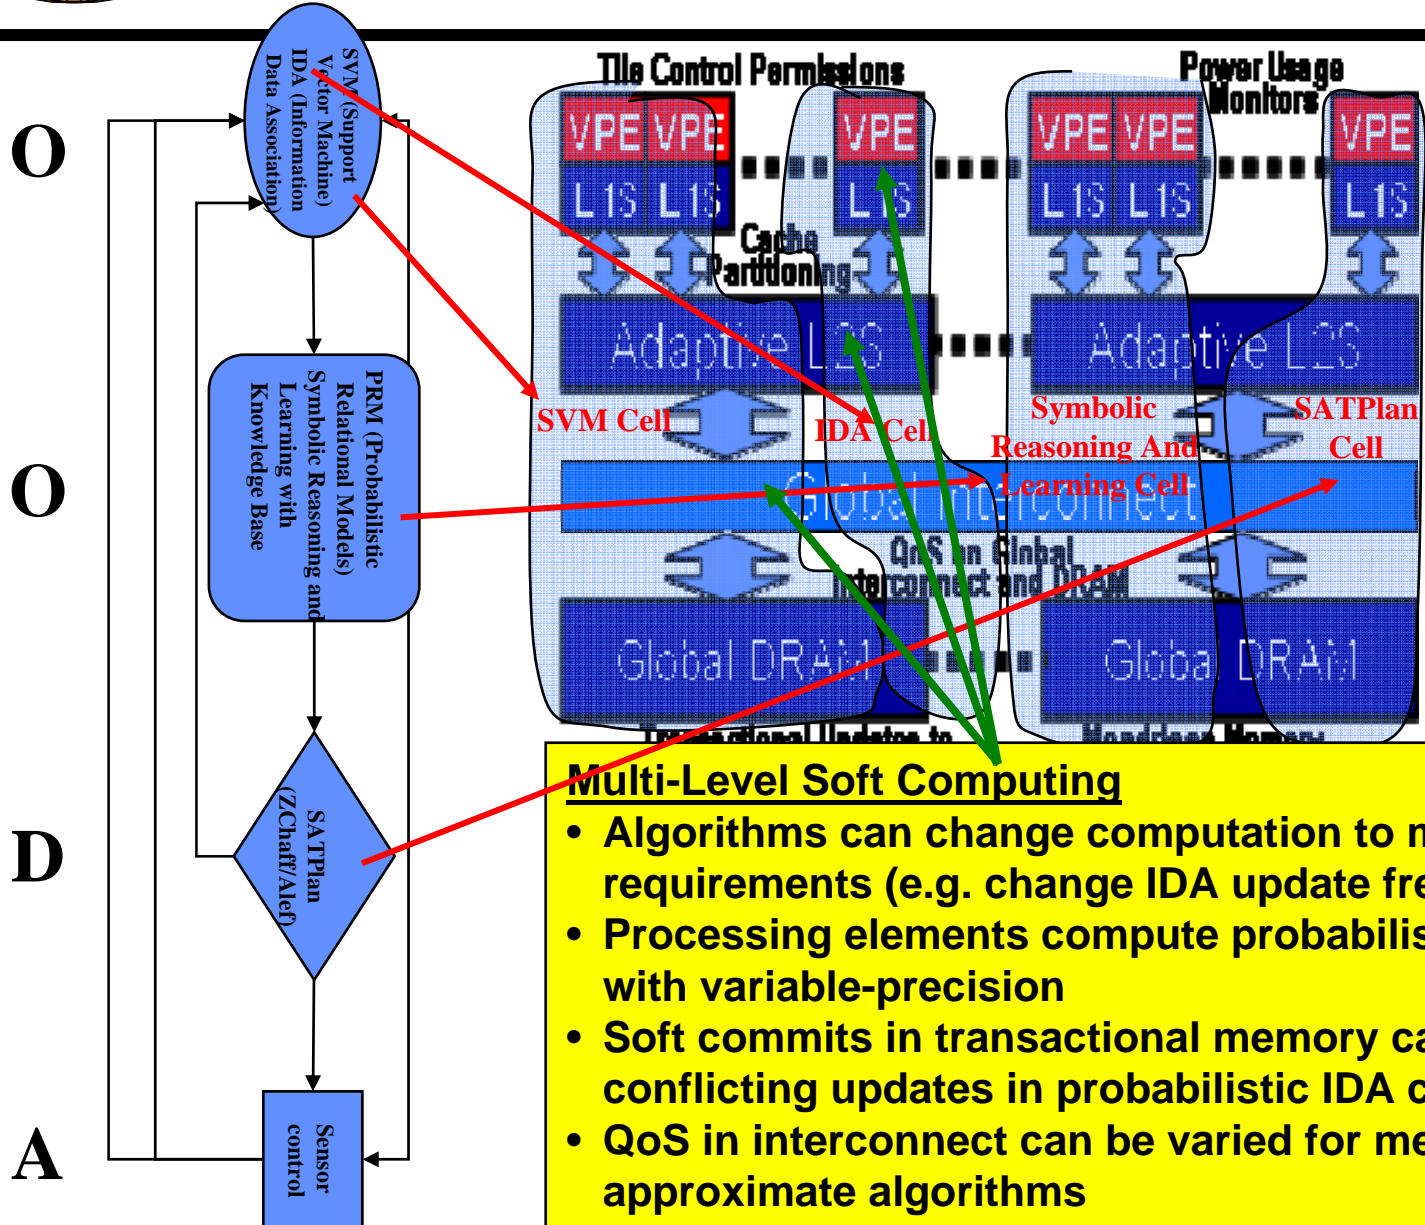 O
O
D
A
SVM (Support
Vector Machine)
IDA (Information
Data Association)
PRM (Probabilistic
Relational Models)
Symbolic Reasoning and
Learning with
Knowledge Base
SATPlan
(ZChaff/Alef)
Sensor
control
Tile Control Permissions
Power Usage
Monitors
VPE VPE VPE VPE VPE VPE
L1S L1S L1S L1S L1S L1S
Cache
Partitioning
Adaptive L2S Adaptive L2S
SVM Cell
IDA Cell
Symbolic
Reasoning And
Learning Cell
SATPlan
Cell
Global Interconnect
QoS on Global
Interconnect and DRAM
Global DRAM Global DRAM
Transactional Updates to
Memory
Multi-Level Soft Computing
• Algorithms can change computation to
requirements (e.g. change IDA update
• Processing elements compute
with variable-precision
• Soft commits in transactional memory
conflicting updates in probabilistic IDA
• QoS in interconnect can be varied for
approximate algorithms